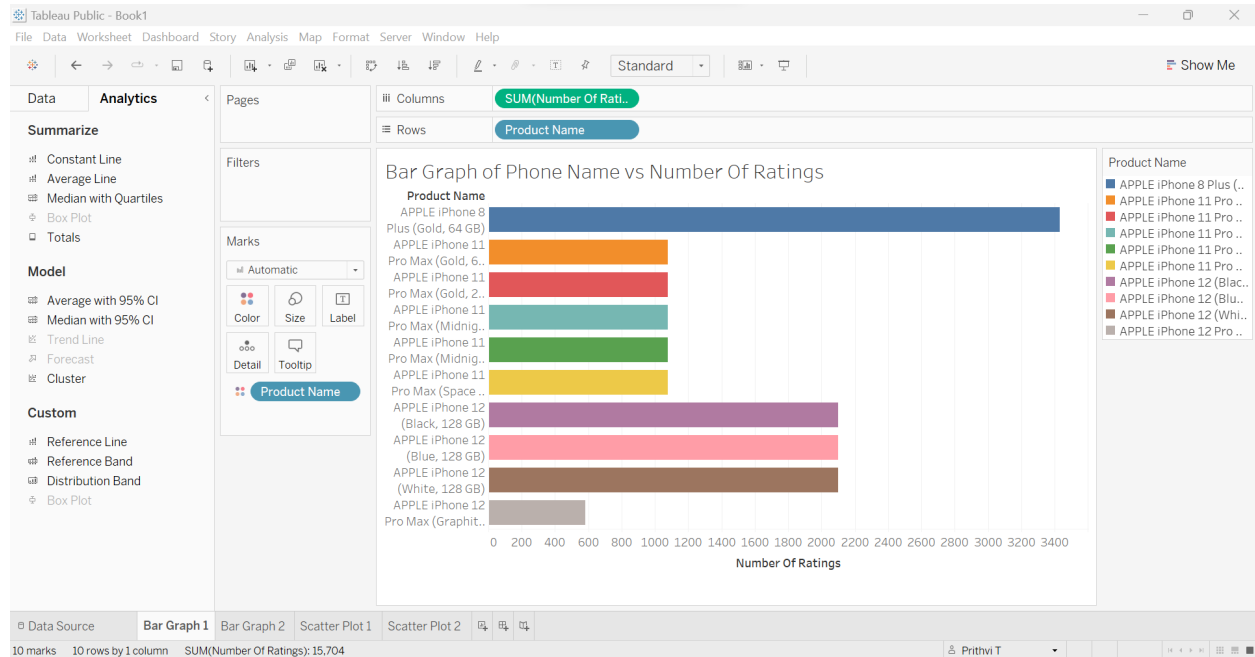 Tableau Public - Book1
File Data Worksheet Dashboard Story Analysis Map Format Server Window Help
Standard
Show Me
Data Analytics
Summarize
Constant Line
Average Line
Median with Quartiles
Box Plot
Totals
Model
Average with 95% CI
Median with 95% CI
Trend Line
Forecast
Cluster
Custom
Reference Line
Reference Band
Distribution Band
Box Plot
Pages
Filters
Marks
Automatic
Color Size Label
Detail Tooltip
Product Name
Columns SUM(Number Of Rati..
Rows Product Name
Bar Graph of Phone Name vs Number Of Ratings
Product Name
APPLE iPhone 8
Plus (Gold, 64 GB)
APPLE iPhone 11
Pro Max (Gold, 6..
APPLE iPhone 11
Pro Max (Gold, 2..
APPLE iPhone 11
Pro Max (Midnig..
APPLE iPhone 11
Pro Max (Midnig..
APPLE iPhone 11
Pro Max (Space ..
APPLE iPhone 12
(Black, 128 GB)
APPLE iPhone 12
(Blue, 128 GB)
APPLE iPhone 12
(White, 128 GB)
APPLE iPhone 12
Pro Max (Graphit..
0 200 400 600 800 1000 1200 1400 1600 1800 2000 2200 2400 2600 2800 3000 3200 3400
Number Of Ratings
Product Name
APPLE iPhone 8 Plus (..
APPLE iPhone 11 Pro ..
APPLE iPhone 11 Pro ..
APPLE iPhone 11 Pro ..
APPLE iPhone 11 Pro ..
APPLE iPhone 11 Pro ..
APPLE iPhone 12 (Blac..
APPLE iPhone 12 (Blu..
APPLE iPhone 12 (Whi..
APPLE iPhone 12 Pro ..
Data Source Bar Graph 1 Bar Graph 2 Scatter Plot 1 Scatter Plot 2
10 marks 10 rows by 1 column SUM(Number Of Ratings): 15,704 Prithvi T